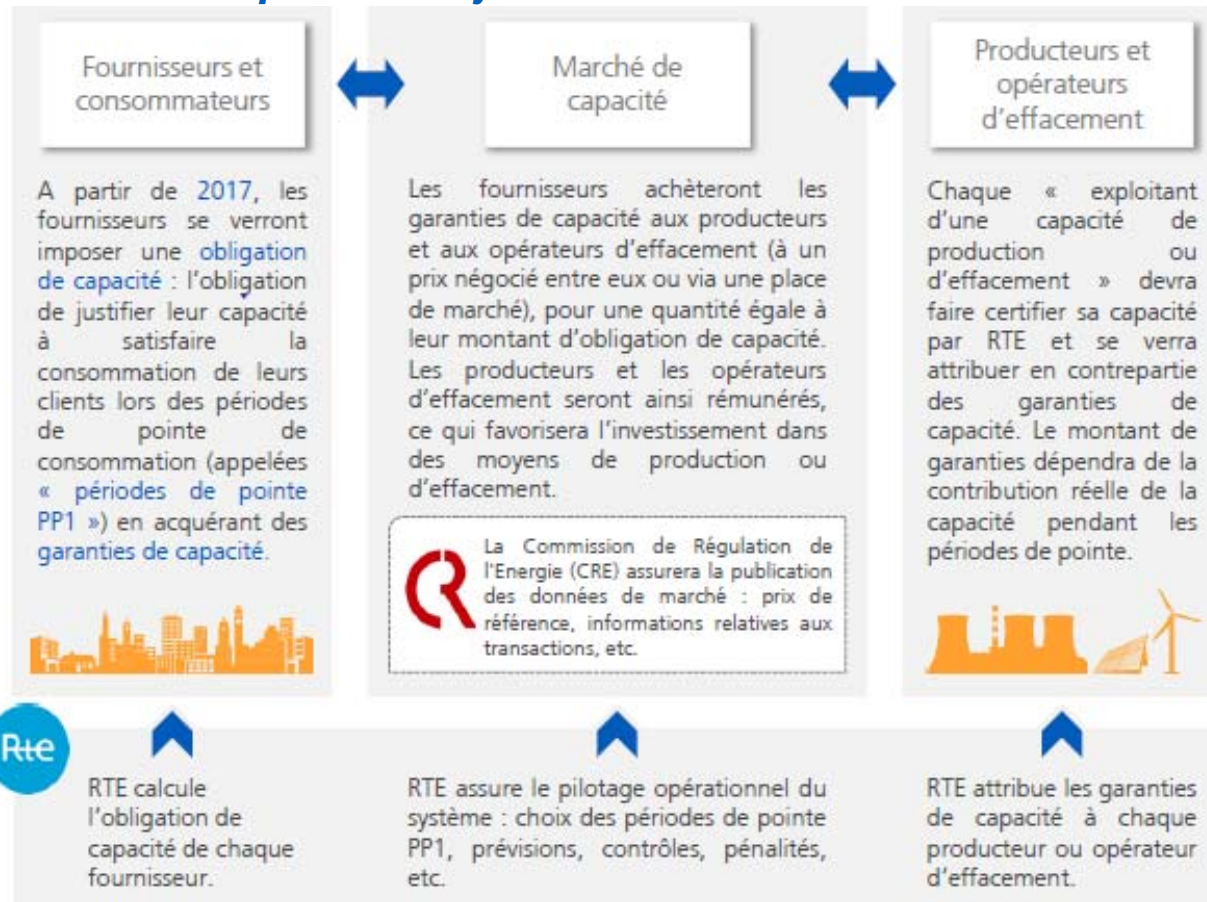 Fournisseurs et
consommateurs
A partir de 2017, les
fournisseurs se verront
imposer une obligation
de capacité : l'obligation
de justifier leur capacité
à satisfaire la
consommation de leurs
clients lors des périodes
de pointe de
consommation (appelées
« périodes de pointe
PP1 ») en acquérant des
garanties de capacité.
Marché de
capacité
Les fournisseurs achèteront les
garanties de capacité aux producteurs
et aux opérateurs d'effacement (à un
prix négocié entre eux ou via une place
de marché), pour une quantité égale à
leur montant d'obligation de capacité.
Les producteurs et les opérateurs
d'effacement seront ainsi rémunérés,
ce qui favorisera l'investissement dans
des moyens de production ou
d'effacement.
La Commission de Régulation de
l'Energie (CRE) assurera la publication
des données de marché : prix de
référence, informations relatives aux
transactions, etc.
Producteurs et
opérateurs
d'effacement
Chaque « exploitant
d'une capacité de
production ou
d'effacement » devra
faire certifier sa capacité
par RTE et se verra
attribuer en contrepartie
des garanties de
capacité. Le montant de
garanties dépendra de la
contribution réelle de la
capacité pendant les
périodes de pointe.
Rte
RTE calcule
l'obligation de
capacité de chaque
fournisseur.
RTE assure le pilotage opérationnel du
système : choix des périodes de pointe
PP1, prévisions, contrôles, pénalités,
etc.
RTE attribue les garanties
de capacité à chaque
producteur ou opérateur
d'effacement.